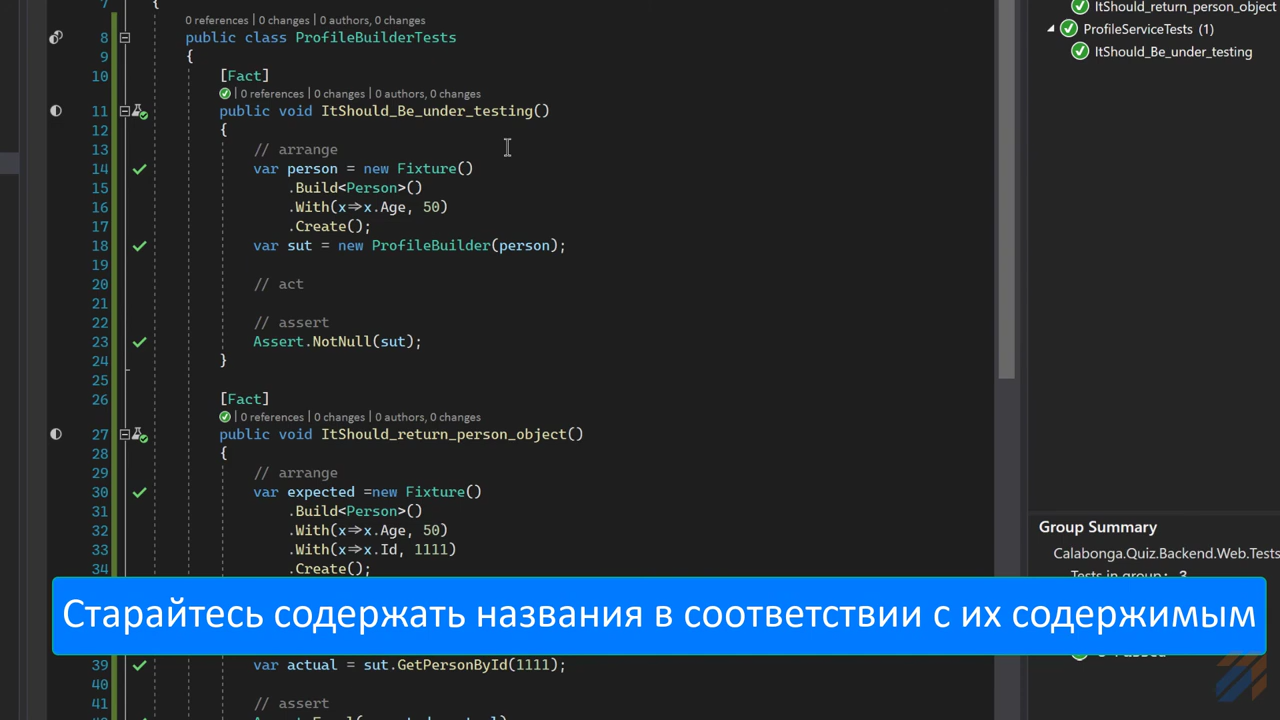 7
{
0 references | 0 changes | 0 authors, 0 changes
8 public class ProfileBuilderTests
9 {
10 [Fact]
0 references | 0 changes | 0 authors, 0 changes
11 public void ItShould_Be_under_testing()
12 {
13 // arrange
14 var person = new Fixture()
15 .Build<Person>()
16 .With(x=>x.Age, 50)
17 .Create();
18 var sut = new ProfileBuilder(person);
19
20 // act
21
22 // assert
23 Assert.NotNull(sut);
24 }
25
26 [Fact]
0 references | 0 changes | 0 authors, 0 changes
27 public void ItShould_return_person_object()
28 {
29 // arrange
30 var expected =new Fixture()
31 .Build<Person>()
32 .With(x=>x.Age, 50)
33 .With(x=>x.Id, 1111)
34 .Create();
Старайтесь содержать названия в соответствии с их содержимым
39 var actual = sut.GetPersonById(1111);
40
41 // assert
ItShould_return_person_object
ProfileServiceTests (1)
ItShould_Be_under_testing
Group Summary
Calabonga.Quiz.Backend.Web.Tests
Tests in group: 3